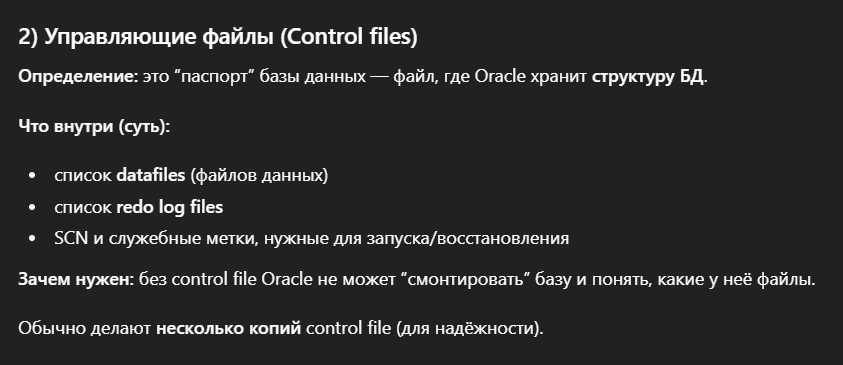 2) Управляющие файлы (Control files)
Определение: это “паспорт” базы данных — файл, где Oracle хранит структуру БД.
Что внутри (суть):
• список datafiles (файлов данных)
• список redo log files
• SCN и служебные метки, нужные для запуска/восстановления
Зачем нужен: без control file Oracle не может “смонтировать” базу и понять, какие у неё файлы.
Обычно делают несколько копий control file (для надёжности).